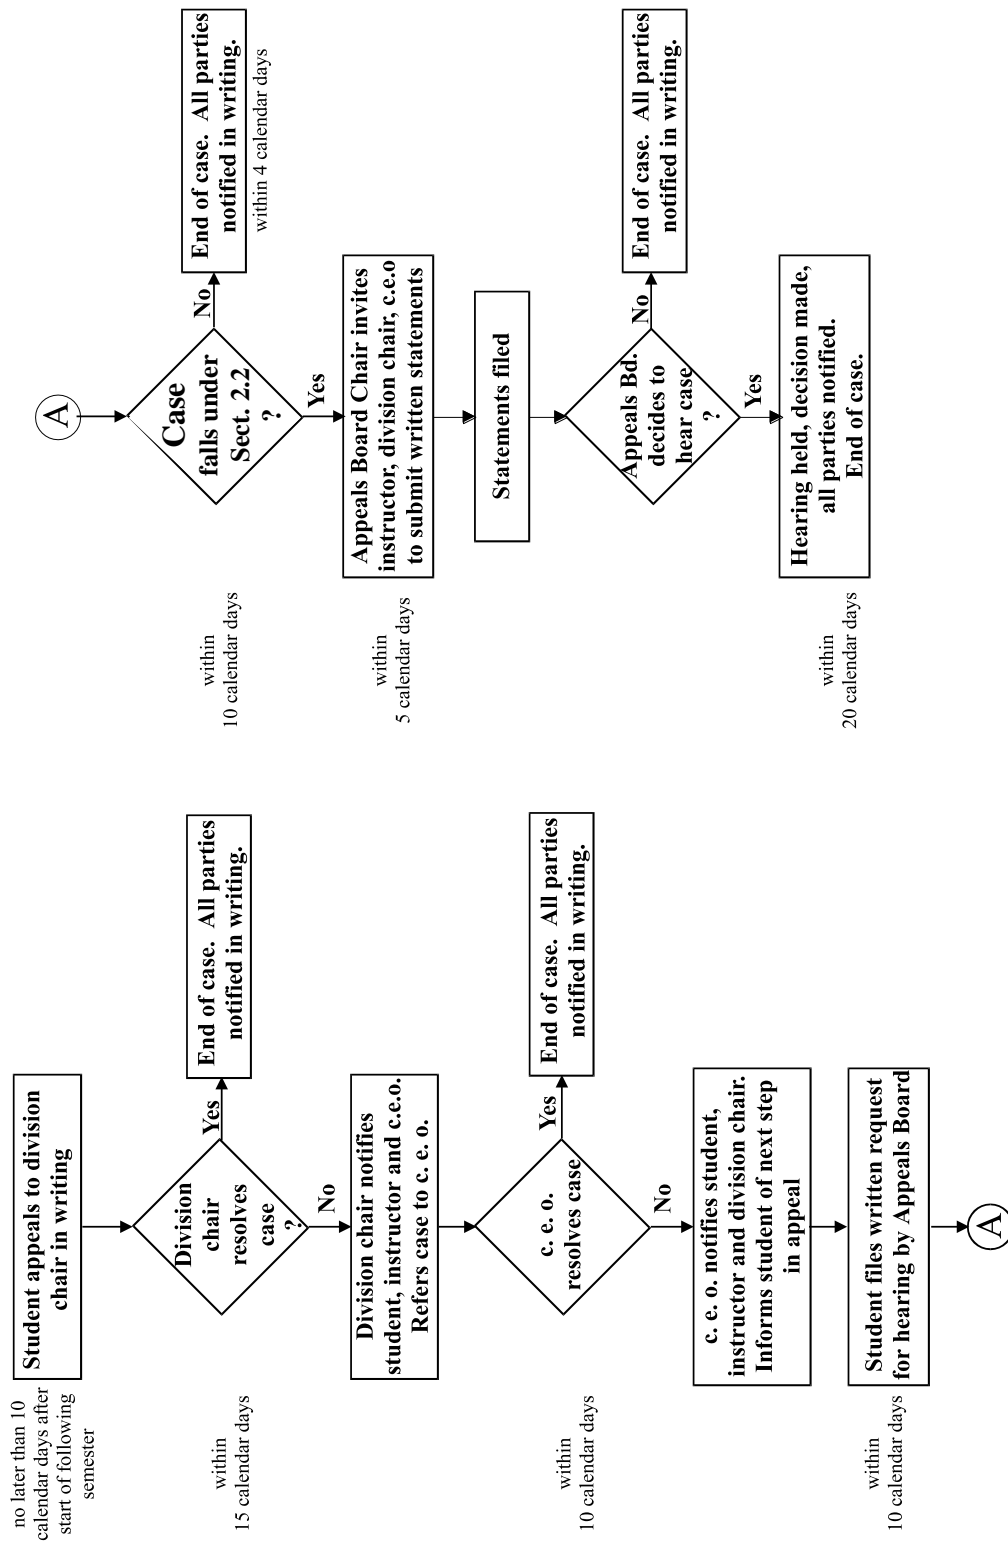 no later than 10
calendar days after
start of following
semester
Student appeals to division
chair in writing
within
15 calendar days
Division
chair
resolves
case
?
Yes
End of case. All parties
notified in writing.
No
Division chair notifies
student, instructor and c.e.o.
Refers case to c. e. o.
within
10 calendar days
c. e. o.
resolves case
Yes
End of case. All parties
notified in writing.
No
c. e. o. notifies student,
instructor and division chair.
Informs student of next step
in appeal
within
10 calendar days
Student files written request
for hearing by Appeals Board
A
A
within
10 calendar days
Case
falls under
Sect. 2.2
?
No
End of case. All parties
notified in writing.
within 4 calendar days
Yes
within
5 calendar days
Appeals Board Chair invites
instructor, division chair, c.e.o
to submit written statements
Statements filed
Appeals Bd.
decides to
hear case
?
No
End of case. All parties
notified in writing.
Yes
within
20 calendar days
Hearing held, decision made,
all parties notified.
End of case.